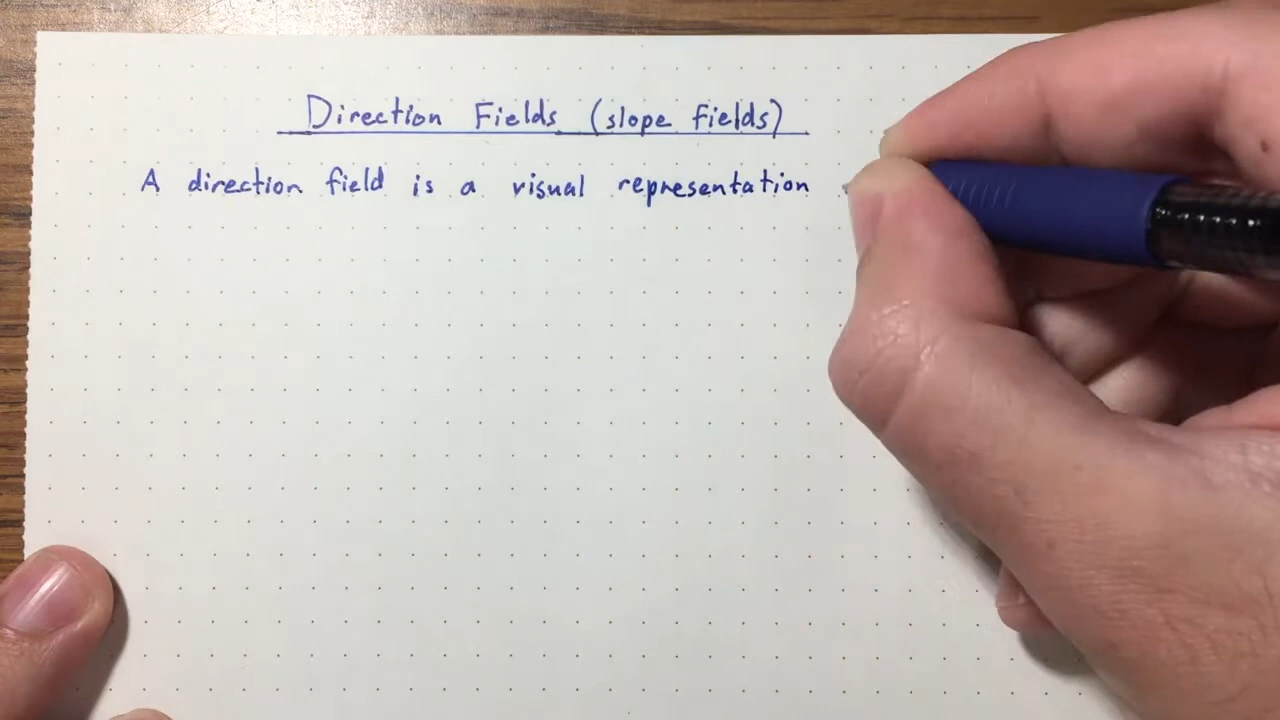 Direction Fields (slope fields)
A direction field is a visual representation